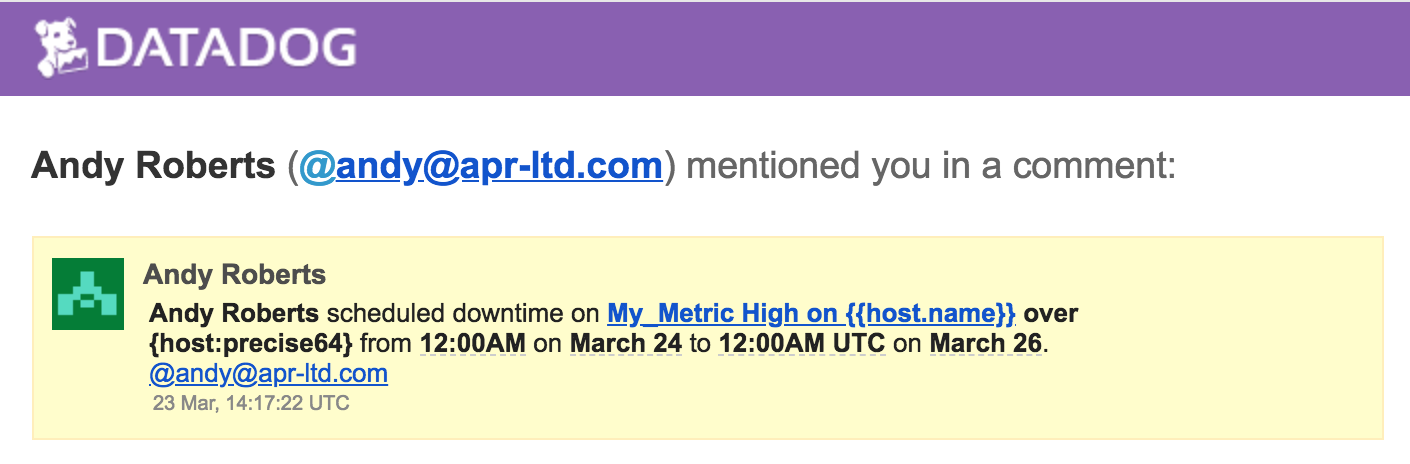 DATADOG
Andy Roberts (@andy@apr-ltd.com) mentioned you in a comment:
Andy Roberts
Andy Roberts scheduled downtime on My_Metric High on {{host.name}} over
{host:precise64} from 12:00AM on March 24 to 12:00AM UTC on March 26.
@andy@apr-ltd.com
23 Mar, 14:17:22 UTC